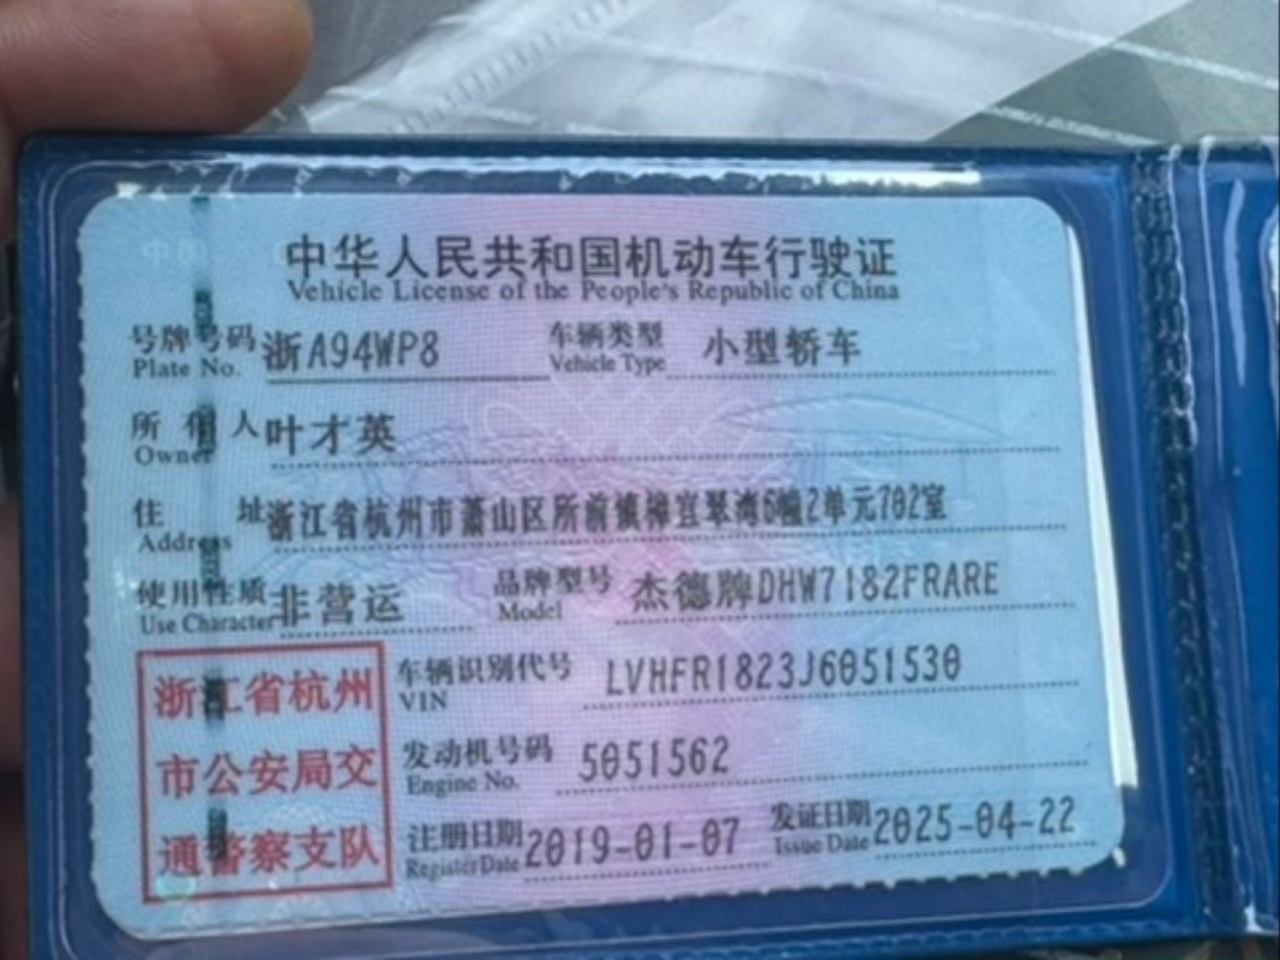 中华人民共和国机动车行驶证
Vehicle License of the People's Republic of China
号牌号码 浙A94WP8 车辆类型 小型轿车
Plate No. Vehicle Type
所有人 叶才英
Owner
住址 浙江省杭州市萧山区所前镇樟宜琴湾6幢2单元702室
Address
使用性质 非营运 品牌型号 杰德牌DHW7182FRARE
Use Character Model
浙江省杭州
市公安局交
通警察支队
车辆识别代号 LVHFR1823J6051530
VIN
发动机号码 5051562
Engine No.
注册日期 2019-01-07 发证日期 2025-04-22
Register Date Issue Date